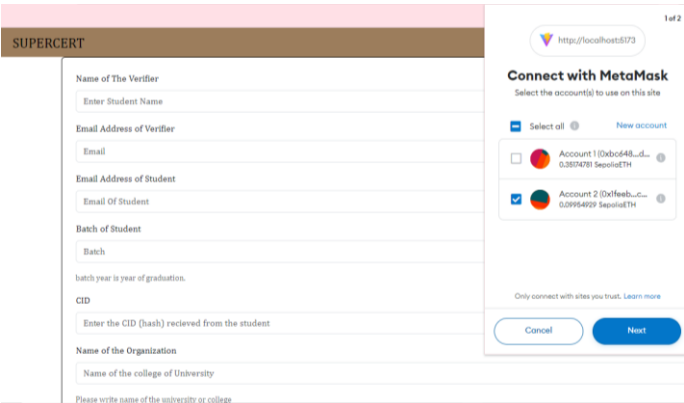 SUPERCERT
Name of The Verifier
Enter Student Name
Email Address of Verifier
Email
Email Address of Student
Email Of Student
Batch of Student
Batch
batch year is year of graduation.
CID
Enter the CID (hash) recieved from the student
Name of the Organization
Name of the college of University
Please write name of the university or college
1 of 2
http://localhost:5173
Connect with MetaMask
Select the account(s) to use on this site
Select all
New account
Account 1 (0xbc648...d...
0.35174781 SepoliaETH
Account 2 (0x1feeb...c...
0.09954929 SepoliaETH
Only connect with sites you trust. Learn more
Cancel
Next